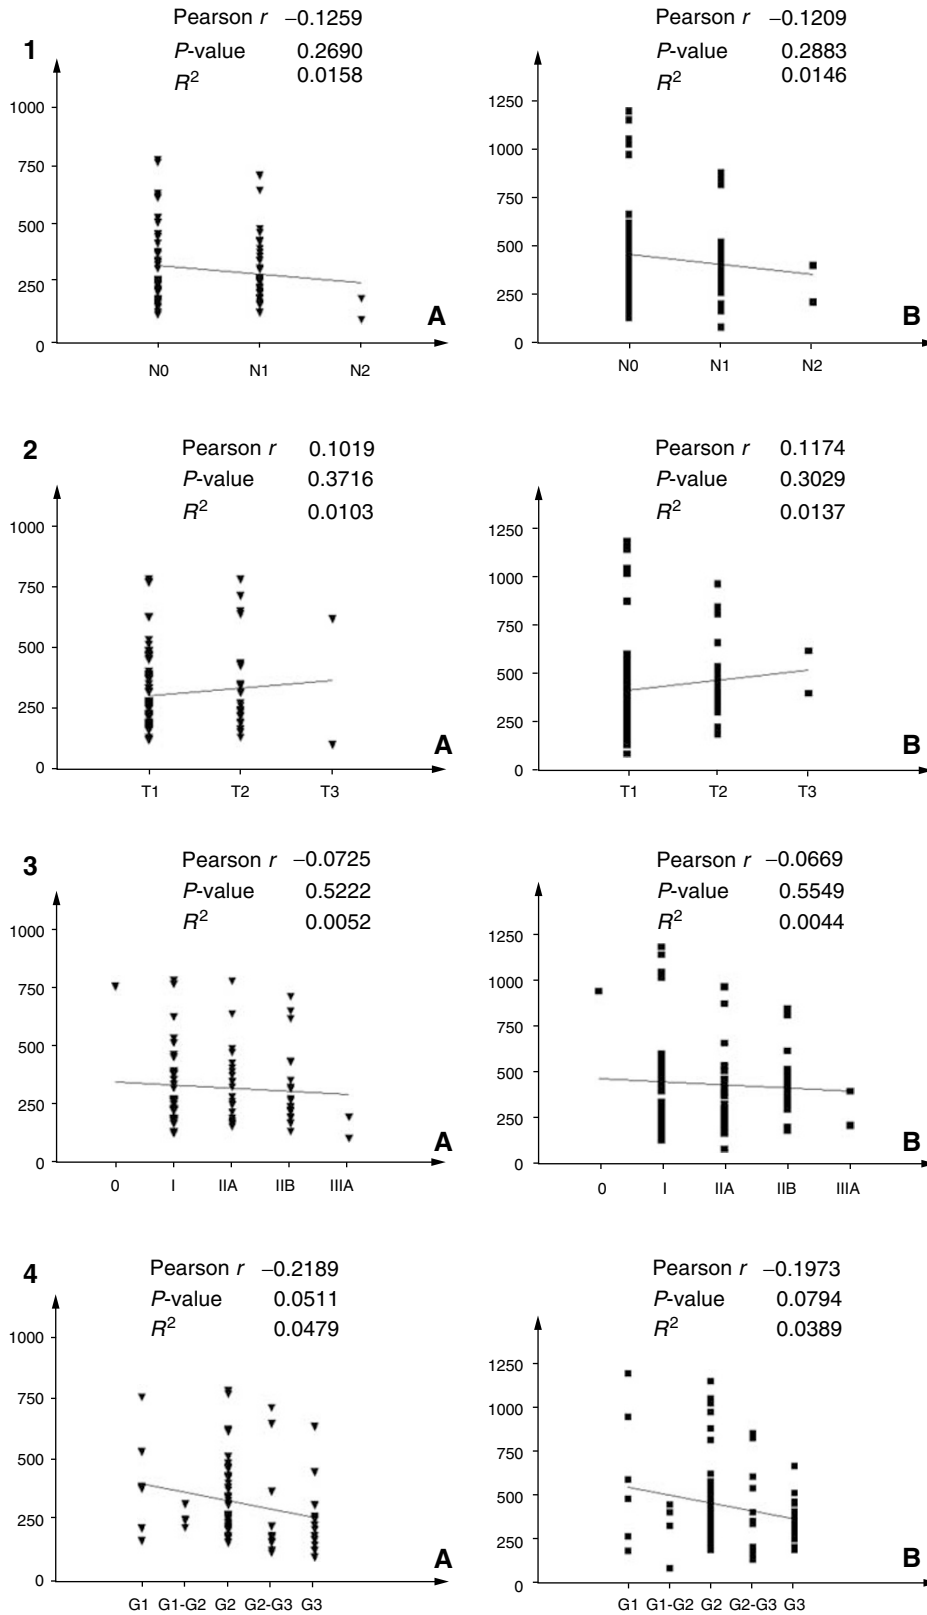 1
Pearson r −0.1259
P-value 0.2690
R² 0.0158
1000
750
500
250
0
N0 N1 N2
A
Pearson r −0.1209
P-value 0.2883
R² 0.0146
1250
1000
750
500
250
0
N0 N1 N2
B
2
Pearson r 0.1019
P-value 0.3716
R² 0.0103
1000
750
500
250
0
T1 T2 T3
A
Pearson r 0.1174
P-value 0.3029
R² 0.0137
1250
1000
750
500
250
0
T1 T2 T3
B
3
Pearson r −0.0725
P-value 0.5222
R² 0.0052
1000
750
500
250
0
0 I IIA IIB IIIA
A
Pearson r −0.0669
P-value 0.5549
R² 0.0044
1250
1000
750
500
250
0
0 I IIA IIB IIIA
B
4
Pearson r −0.2189
P-value 0.0511
R² 0.0479
1000
750
500
250
0
G1 G1-G2 G2 G2-G3 G3
A
Pearson r −0.1973
P-value 0.0794
R² 0.0389
1250
1000
750
500
250
0
G1 G1-G2 G2 G2-G3 G3
B